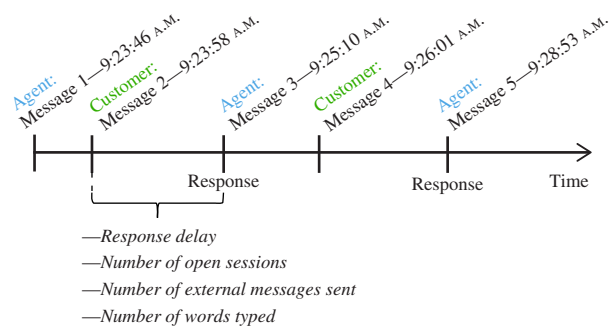 Agent:
Message 1—9:23:46 A.M.
Customer:
Message 2—9:23:58 A.M.
Agent:
Message 3—9:25:10 A.M.
Customer:
Message 4—9:26:01 A.M.
Agent:
Message 5—9:28:53 A.M.
Response
Response
Time
—Response delay
—Number of open sessions
—Number of external messages sent
—Number of words typed